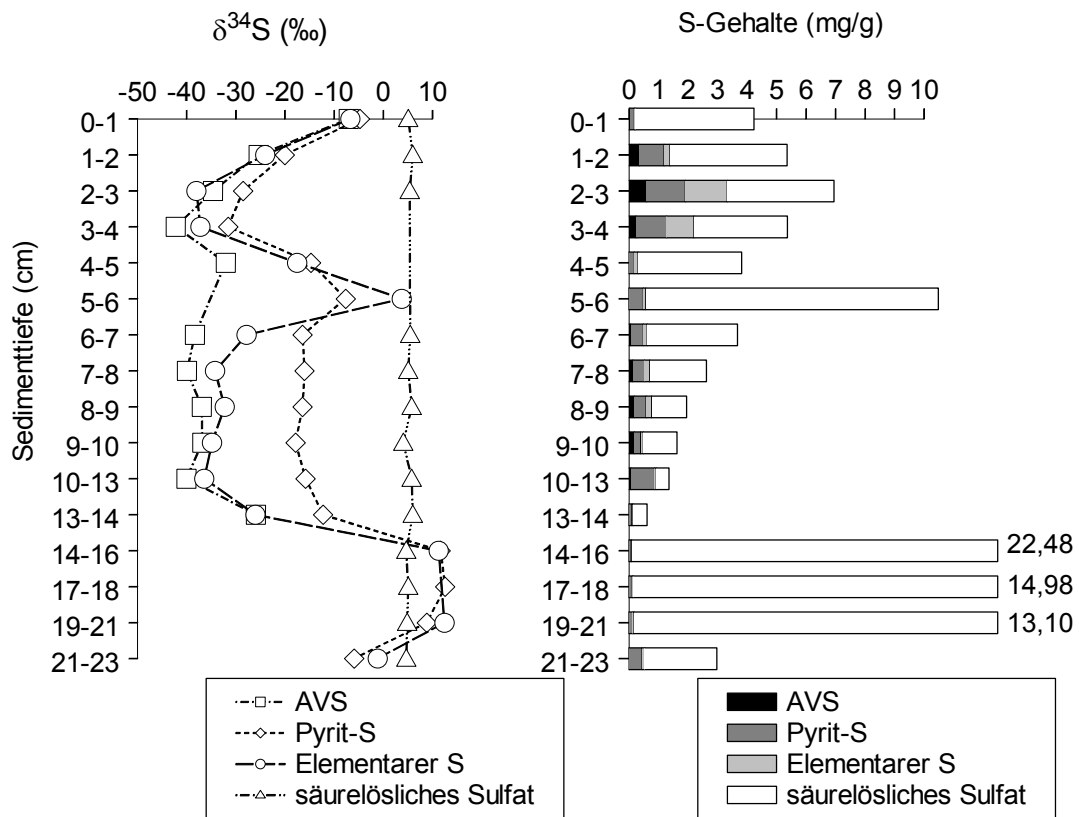 δ34S (‰)
-50 -40 -30 -20 -10 0 10
S-Gehalte (mg/g)
0 1 2 3 4 5 6 7 8 9 10
Sedimenttiefe (cm)
0-1
1-2
2-3
3-4
4-5
5-6
6-7
7-8
8-9
9-10
10-13
13-14
14-16
17-18
19-21
21-23
0-1
1-2
2-3
3-4
4-5
5-6
6-7
7-8
8-9
9-10
10-13
13-14
14-16
22,48
17-18
14,98
19-21
13,10
21-23
AVS
Pyrit-S
Elementarer S
säurelösliches Sulfat
AVS
Pyrit-S
Elementarer S
säurelösliches Sulfat